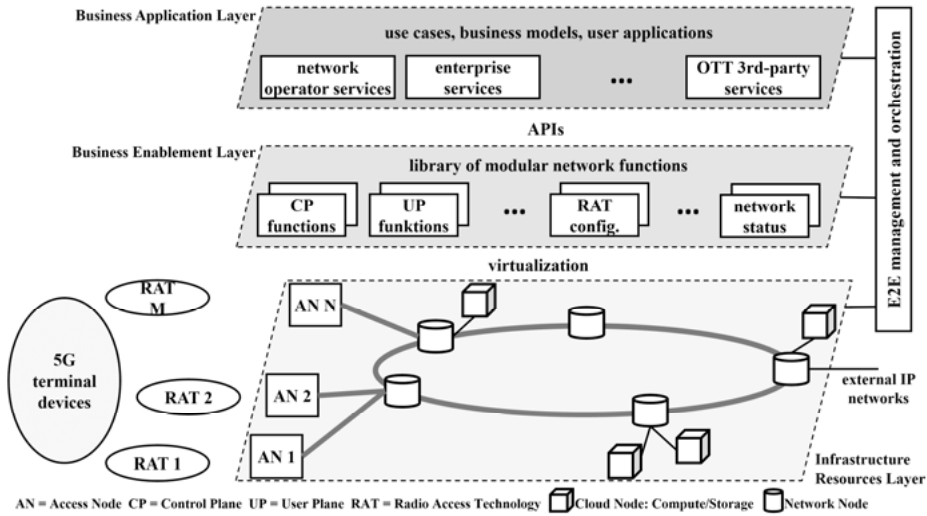 Business Application Layer
use cases, business models, user applications
network
operator services
enterprise
services
...
OTT 3rd-party
services
APIs
Business Enablement Layer
library of modular network functions
CP
functions
UP
funktions
...
RAT
config.
...
network
status
E2E management and orchestration
virtualization
RAT
M
AN N
5G
terminal
devices
RAT 2
AN 2
external IP
networks
RAT 1
AN 1
Infrastructure
Resources Layer
AN = Access Node CP = Control Plane UP = User Plane RAT = Radio Access Technology Cloud Node: Compute/Storage Network Node